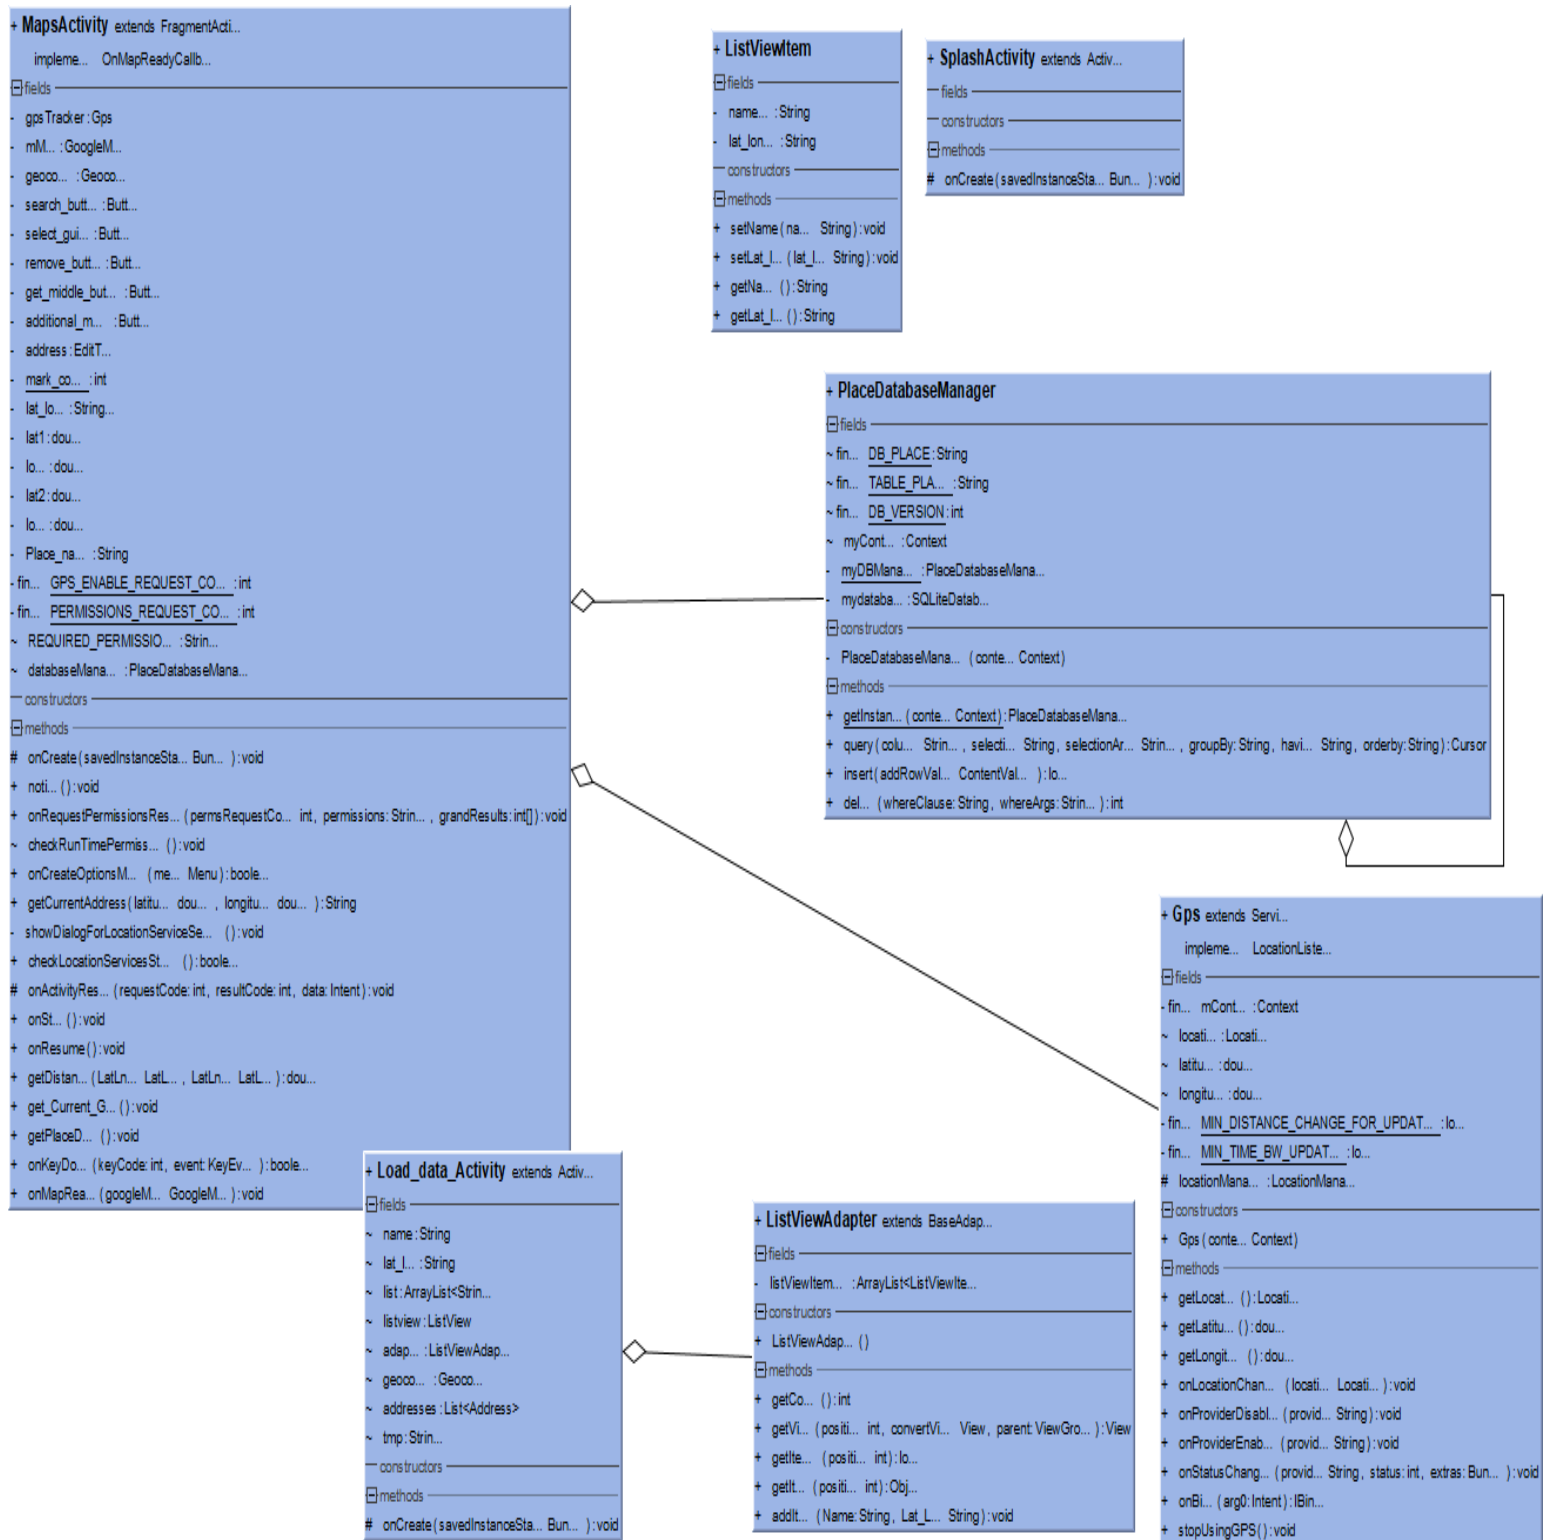 + MapsActivity extends FragmentActi...
impleme... OnMapReadyCallb...
fields
- gpsTracker : Gps
- mM... : GoogleM...
- geoco... : Geoco...
- search_butt... : Butt...
- select_gui... : Butt...
- remove_butt... : Butt...
- get_middle_but... : Butt...
- additional_m... : Butt...
- address : EditT...
- mark_co... : int
- lat_lo... : String...
- lat1 : dou...
- lo... : dou...
- lat2 : dou...
- lo... : dou...
- Place_na... : String
- fin... GPS_ENABLE_REQUEST_CO... : int
- fin... PERMISSIONS_REQUEST_CO... : int
~ REQUIRED_PERMISSIO... : Strin...
~ databaseMana... : PlaceDatabaseMana...
constructors
methods
# onCreate ( savedInstanceSta... Bun... ) : void
+ noti... ( ) : void
+ onRequestPermissionsRes... ( permsRequestCo... int, permissions: Strin... , grandResults: int[] ) : void
~ checkRunTimePermiss... ( ) : void
+ onCreateOptionsM... ( me... Menu ) : boole...
+ getCurrentAddress ( latitu... dou... , longitu... dou... ) : String
- showDialogForLocationServiceSe... ( ) : void
+ checkLocationServicesSt... ( ) : boole...
# onActivityRes... ( requestCode: int, resultCode: int, data: Intent ) : void
+ onSt... ( ) : void
+ onResume ( ) : void
+ getDistan... ( LatLn... LatL... , LatLn... LatL... ) : dou...
+ get_Current_G... ( ) : void
+ getPlaceD... ( ) : void
+ onKeyDo... ( keyCode: int, event: KeyEv... ) : boole...
+ onMapRea... ( googleM... GoogleM... ) : void
+ ListViewItem
fields
- name... : String
- lat_lon... : String
constructors
methods
+ setName ( na... String ) : void
+ setLat_l... ( lat_l... String ) : void
+ getNa... ( ) : String
+ getLat_l... ( ) : String
+ SplashActivity extends Activ...
fields
constructors
methods
# onCreate ( savedInstanceSta... Bun... ) : void
+ PlaceDatabaseManager
fields
~ fin... DB_PLACE : String
~ fin... TABLE_PLA... : String
~ fin... DB_VERSION : int
~ myCont... : Context
- myDBMana... : PlaceDatabaseMana...
- mydataba... : SQLiteDatab...
constructors
- PlaceDatabaseMana... ( conte... Context )
methods
+ getInstan... ( conte... Context ) : PlaceDatabaseMana...
+ query ( colu... Strin... , selecti... String, selectionAr... Strin... , groupBy: String, havi... String, orderby: String ) : Cursor
+ insert ( addRowVal... ContentVal... ) : lo...
+ del... ( whereClause: String, whereArgs: Strin... ) : int
+ Gps extends Servi...
impleme... LocationListe...
fields
- fin... mCont... : Context
~ locati... : Locati...
~ latitu... : dou...
~ longitu... : dou...
- fin... MIN_DISTANCE_CHANGE_FOR_UPDAT... : lo...
- fin... MIN_TIME_BW_UPDAT... : lo...
# locationMana... : LocationMana...
constructors
+ Gps ( conte... Context )
methods
+ getLocat... ( ) : Locati...
+ getLatitu... ( ) : dou...
+ getLongit... ( ) : dou...
+ onLocationChan... ( locati... Locati... ) : void
+ onProviderDisabl... ( provid... String ) : void
+ onProviderEnab... ( provid... String ) : void
+ onStatusChang... ( provid... String, status: int, extras: Bun... ) : void
+ onBi... ( arg0: Intent ) : IBin...
+ stopUsingGPS ( ) : void
+ Load_data_Activity extends Activ...
fields
~ name : String
~ lat_l... : String
~ list : ArrayList<Strin...
~ listview : ListView
~ adap... : ListViewAdap...
~ geoco... : Geoco...
~ addresses : List<Address>
~ tmp : Strin...
constructors
methods
# onCreate ( savedInstanceSta... Bun... ) : void
+ ListViewAdapter extends BaseAdap...
fields
- listViewItem... : ArrayList<ListViewIte...
constructors
+ ListViewAdap... ( )
methods
+ getCo... ( ) : int
+ getVi... ( positi... int, convertVi... View, parent: ViewGro... ) : View
+ getIte... ( positi... int ) : lo...
+ getIt... ( positi... int ) : Obj...
+ addIt... ( Name: String, Lat_L... String ) : void